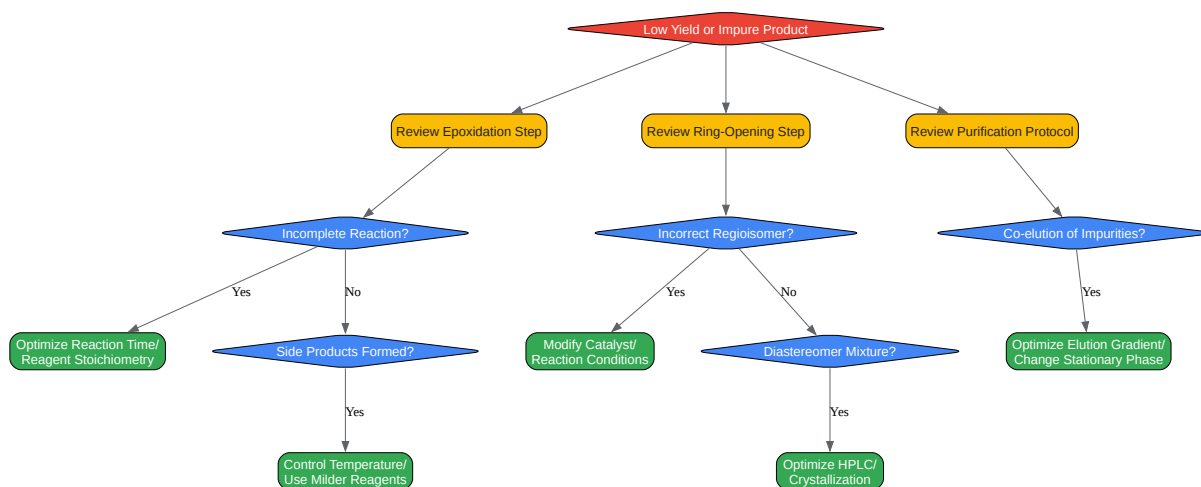 Low Yield or Impure Product
Review Epoxidation Step
Review Ring-Opening Step
Review Purification Protocol
Incomplete Reaction?
Incorrect Regioisomer?
Co-elution of Impurities?
Yes
No
Yes
No
Yes
Optimize Reaction Time/
Reagent Stoichiometry
Side Products Formed?
Modify Catalyst/
Reaction Conditions
Diastereomer Mixture?
Optimize Elution Gradient/
Change Stationary Phase
Yes
Yes
Control Temperature/
Use Milder Reagents
Optimize HPLC/
Crystallization